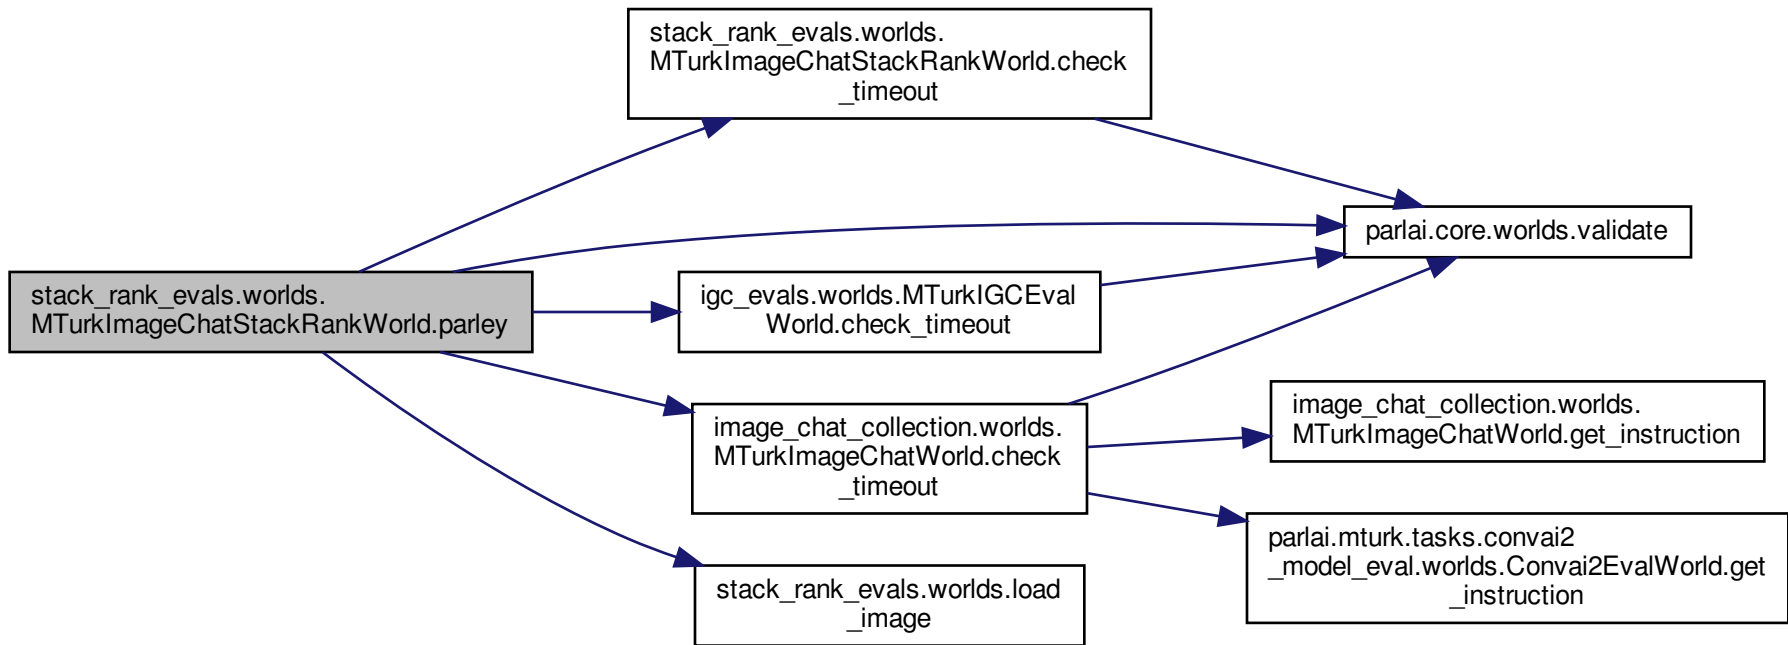 stack_rank_evals.worlds.
MTurkImageChatStackRankWorld.parley
stack_rank_evals.worlds.
MTurkImageChatStackRankWorld.check
_timeout
igc_evals.worlds.MTurkIGCEval
World.check_timeout
image_chat_collection.worlds.
MTurkImageChatWorld.check
_timeout
stack_rank_evals.worlds.load
_image
parlai.core.worlds.validate
image_chat_collection.worlds.
MTurkImageChatWorld.get_instruction
parlai.mturk.tasks.convai2
_model_eval.worlds.Convai2EvalWorld.get
_instruction